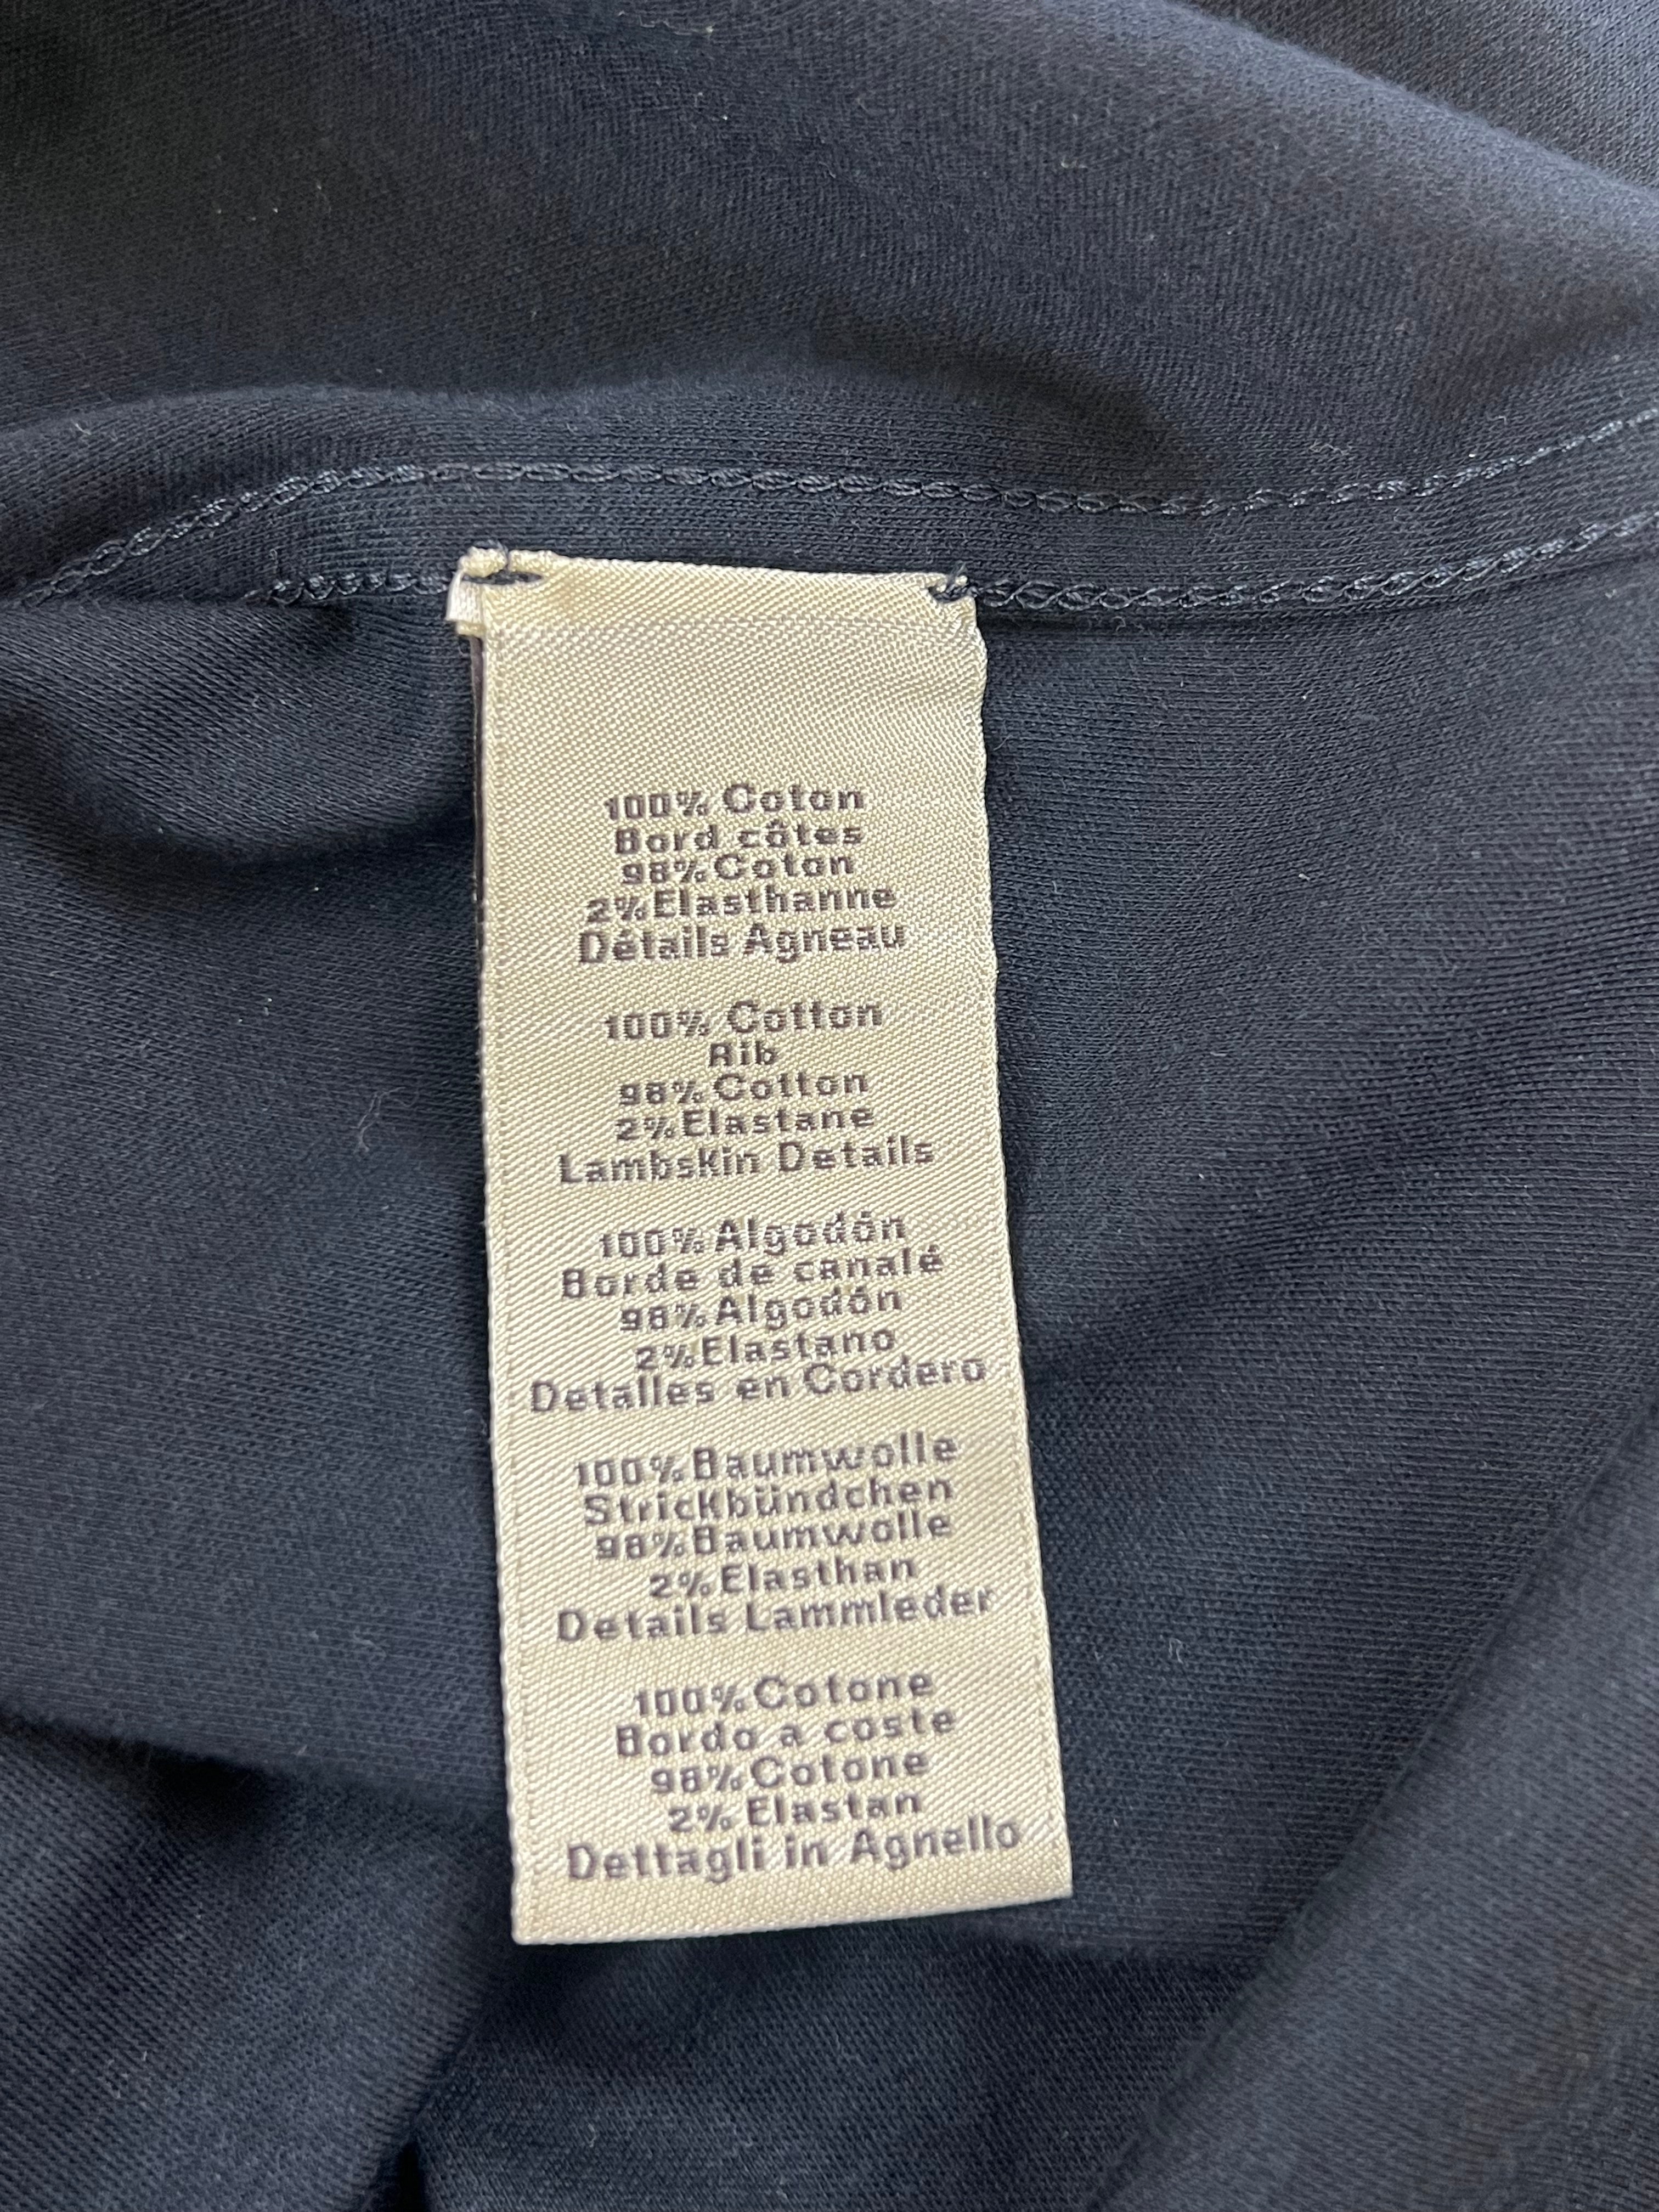 100% Coton
Bord côtes
98% Coton
2% Elasthanne
Détails Agneau
100% Cotton
Rib
98% Cotton
2% Elastane
Lambskin Details
100% Algodón
Borde de canalé
98% Algodón
2% Elastano
Detalles en Cordero
100% Baumwolle
Strickbündchen
98% Baumwolle
2% Elasthan
Details Lammleder
100% Cotone
Bordo a coste
98% Cotone
2% Elastan
Dettagli in Agnello